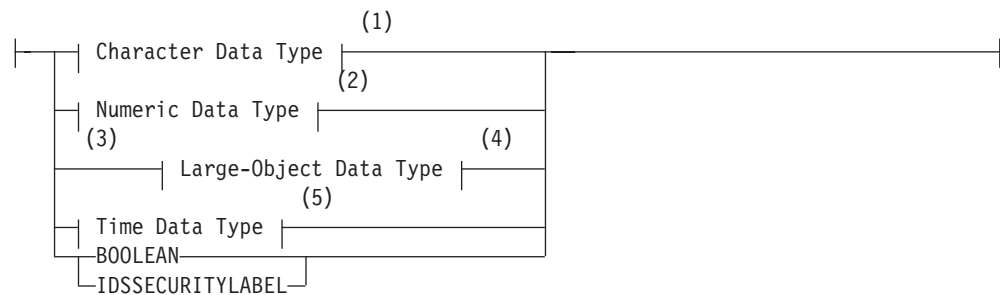 (1)
Character Data Type
(2)
Numeric Data Type
(3) (4)
Large-Object Data Type
(5)
Time Data Type
BOOLEAN
IDSSECURITYLABEL